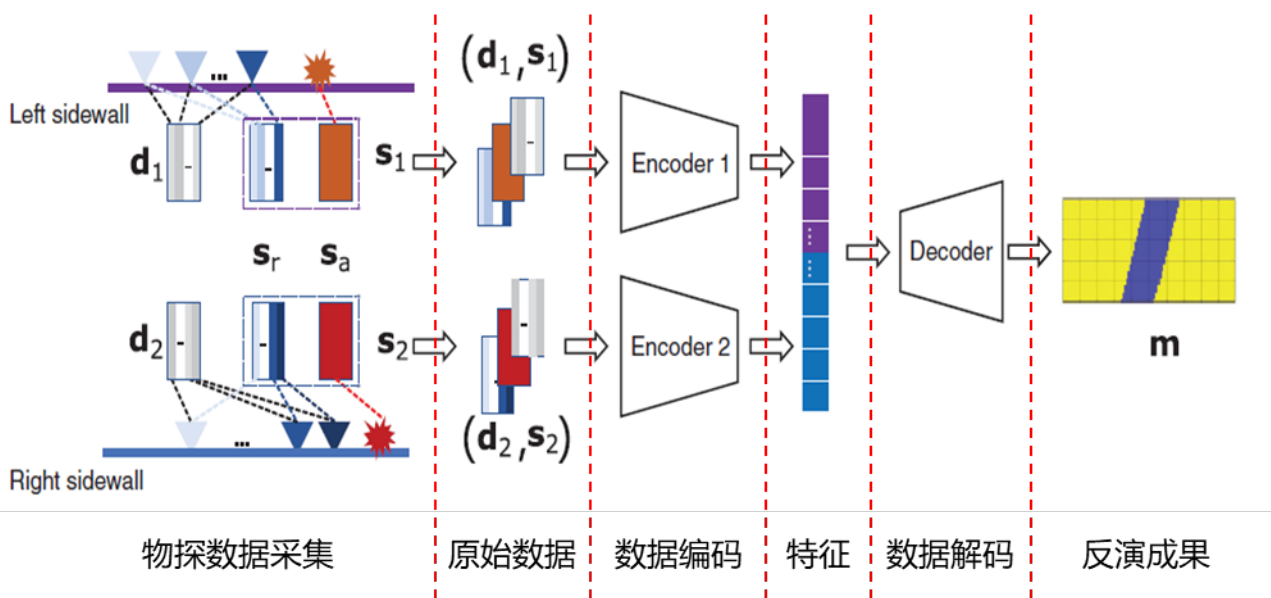 (d1,s1)
...
Left sidewall
d1
s1
Encoder 1
sr
sa
Decoder
d2
s2
Encoder 2
m
...
(d2,s2)
Right sidewall
物探数据采集
原始数据
数据编码
特征
数据解码
反演成果